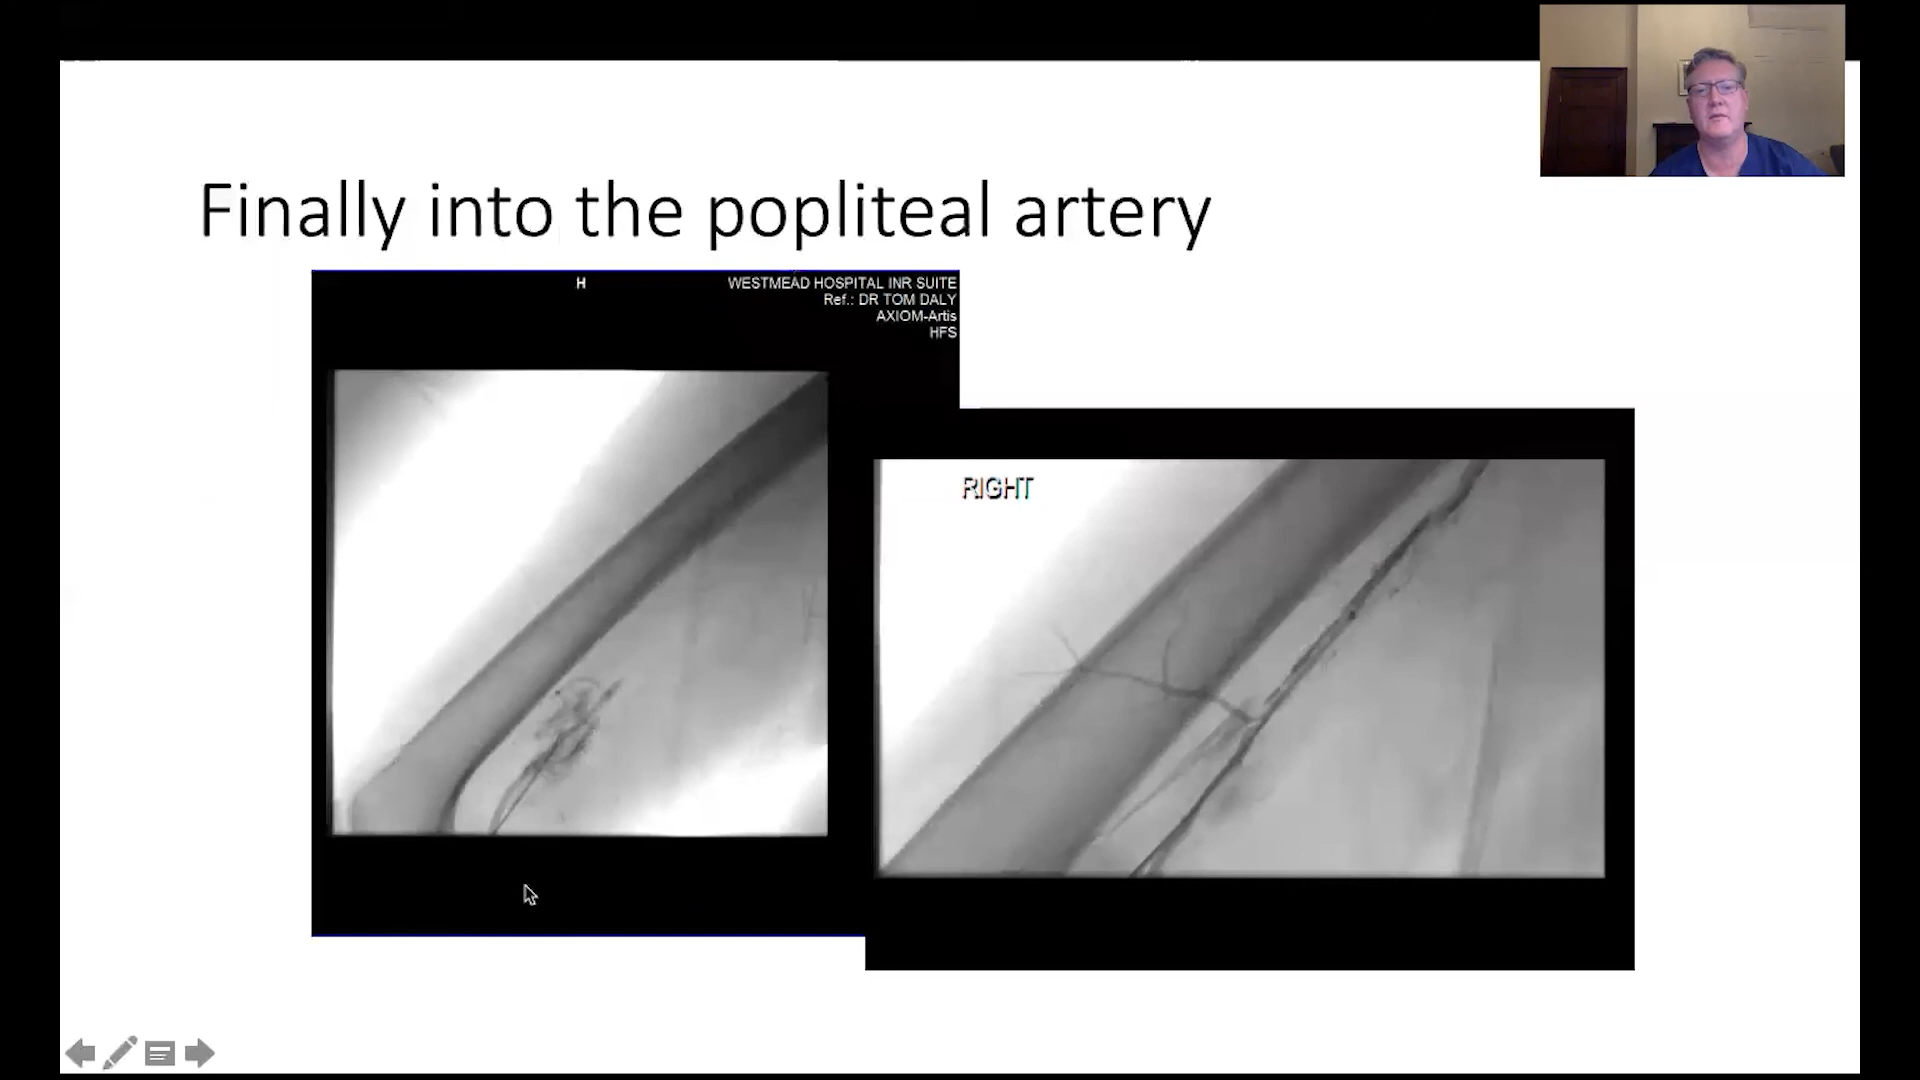 Finally into the popliteal artery
H
WESTMEAD HOSPITAL INR SUITE
Ref.: DR TOM DALY
AXIOM-Artis
HFS
RIGHT